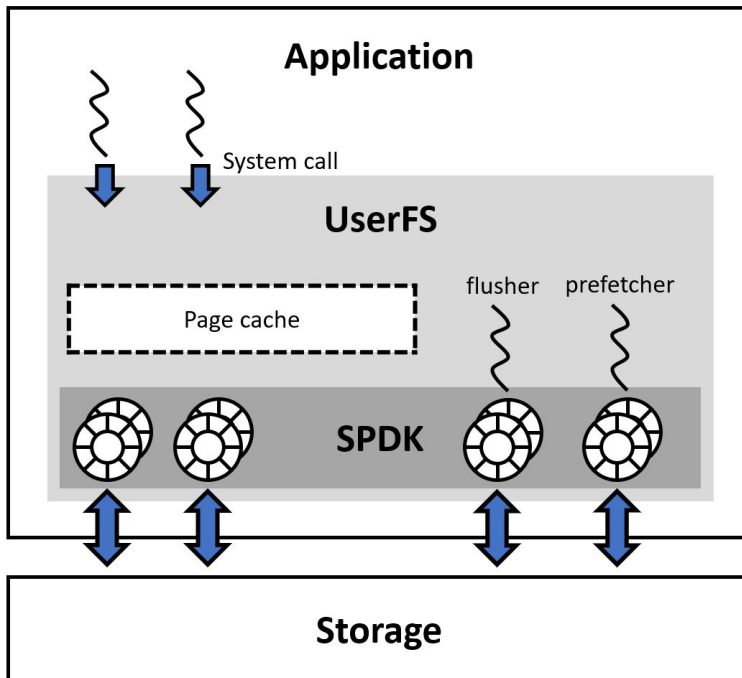 Application
System call
UserFS
flusher prefetcher
Page cache
SPDK
Storage